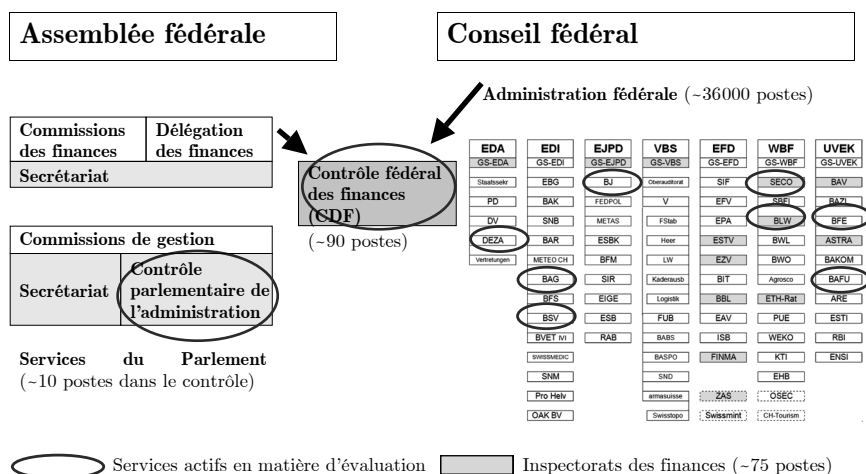 Assemblée fédérale
Conseil fédéral
Administration fédérale (~36000 postes)
Commissions des finances
Délégation des finances
Secrétariat
Contrôle fédéral
des finances
(CDF)
(~90 postes)
Commissions de gestion
Secrétariat
Contrôle
parlementaire de
l'administration
Services du Parlement
(~10 postes dans le contrôle)
EDA EDI EJPD VBS EFD WBF UVEK
GS-EDA GS-EDI GS-EJPD GS-VBS GS-EFD GS-WBF GS-UVEK
Staatssekr EBG BJ Oberauditorat SIF SECO BAV
PD BAK FEDPOL V EFV SBFI BAZL
DV SNB METAS FStab EPA BLW BFE
DEZA BAR ESBK Heer ESTV BWL ASTRA
Vertretungen METEO CH BFM LW EZV BWO BAKOM
BAG SIR Kaderausb BIT Agrosco BAFU
BFS EIGE Logistik BBL ETH-Rat ARE
BSV ESB FUB EAV PUE ESTI
BVET IVI RAB BABS ISB WEKO RBI
SWISSMEDIC BASPO FINMA KTI ENSI
SNM SND EHB
Pro Helv armasuisse ZAS OSEC
OAK BV Swisstopo Swissmint CH-Tourism
Services actifs en matière d'évaluation
Inspectorats des finances (~75 postes)